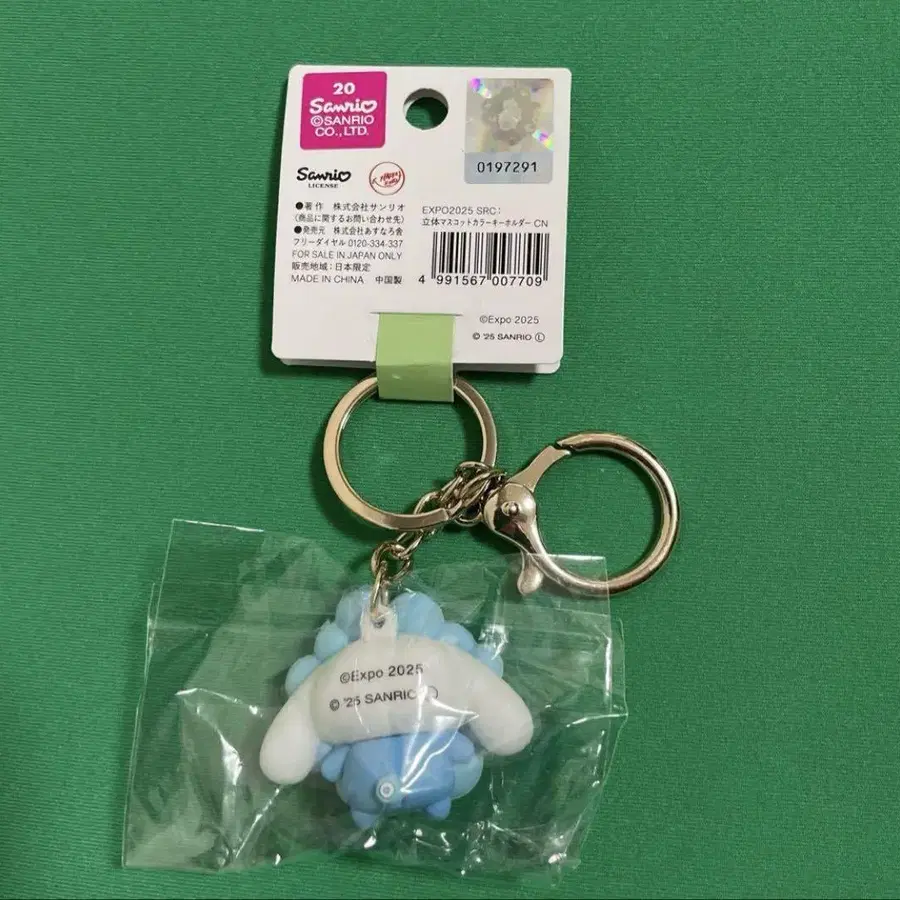 20
Sanrio
©SANRIO
CO., LTD.
0197291
Sanrio
LICENSE
●著作 株式会社サンリオ
(商品に関するお問い合わせ先)
●発売元 株式会社あすなろ舎
フリーダイヤル 0120-334-337
FOR SALE IN JAPAN ONLY
販売地域:日本限定
MADE IN CHINA 中国製
EXPO2025 SRC:
立体マスコットカラーキーホルダー CN
4 991567 007709
©Expo 2025
© '25 SANRIO Ⓛ
©Expo 2025
© '25 SANRIO Ⓛ